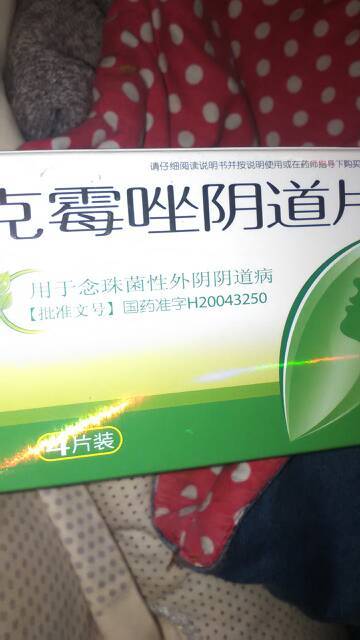 请仔细阅读说明书并按说明使用或在药师指导下购买
克霉唑阴道片
用于念珠菌性外阴阴道病
【批准文号】国药准字H20043250
4片装